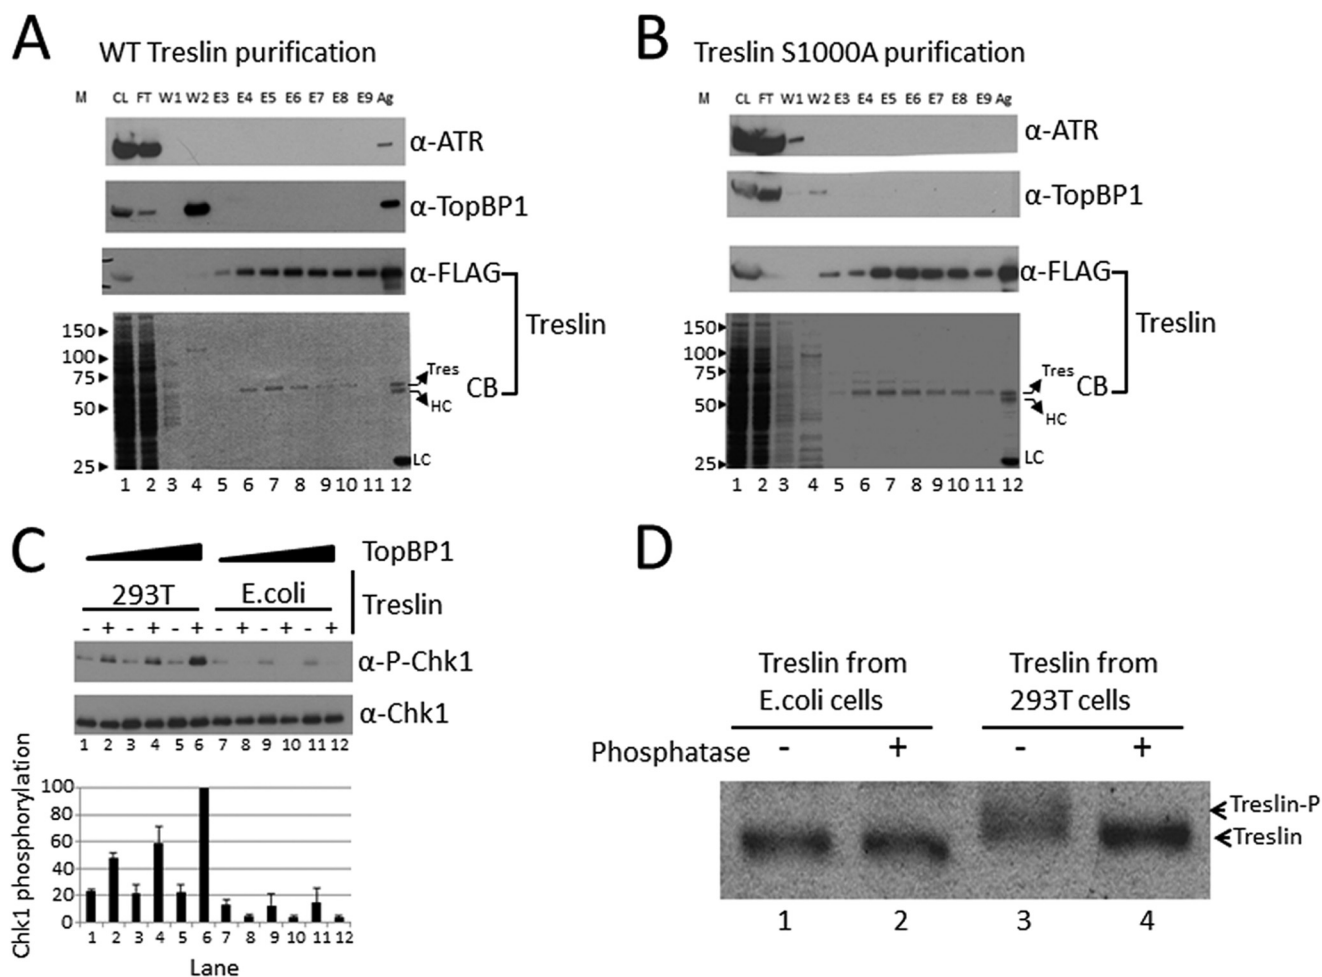 A
WT Treslin purification
M CL FT W1 W2 E3 E4 E5 E6 E7 E8 E9 Ag
α-ATR
α-TopBP1
α-FLAG
Treslin
150
100
75
50
25
Tres
HC
CB
LC
1 2 3 4 5 6 7 8 9 10 11 12
B
Treslin S1000A purification
M CL FT W1 W2 E3 E4 E5 E6 E7 E8 E9 Ag
α-ATR
α-TopBP1
α-FLAG
Treslin
150
100
75
50
25
Tres
HC
CB
LC
1 2 3 4 5 6 7 8 9 10 11 12
C
TopBP1
293T E.coli
Treslin
- + - + - + - + - + - +
α-P-Chk1
α-Chk1
1 2 3 4 5 6 7 8 9 10 11 12
Chk1 phosphorylation
100
80
60
40
20
0
1 2 3 4 5 6 7 8 9 10 11 12
Lane
D
Treslin from
E.coli cells
Treslin from
293T cells
Phosphatase - + - +
Treslin-P
Treslin
1 2 3 4